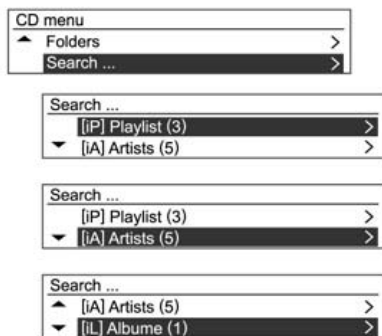 CD menu
Folders >
Search ... >
Search ...
[iP] Playlist (3) >
[iA] Artists (5) >
Search ...
[iP] Playlist (3) >
[iA] Artists (5) >
Search ...
[iA] Artists (5) >
[iL] Albume (1) >